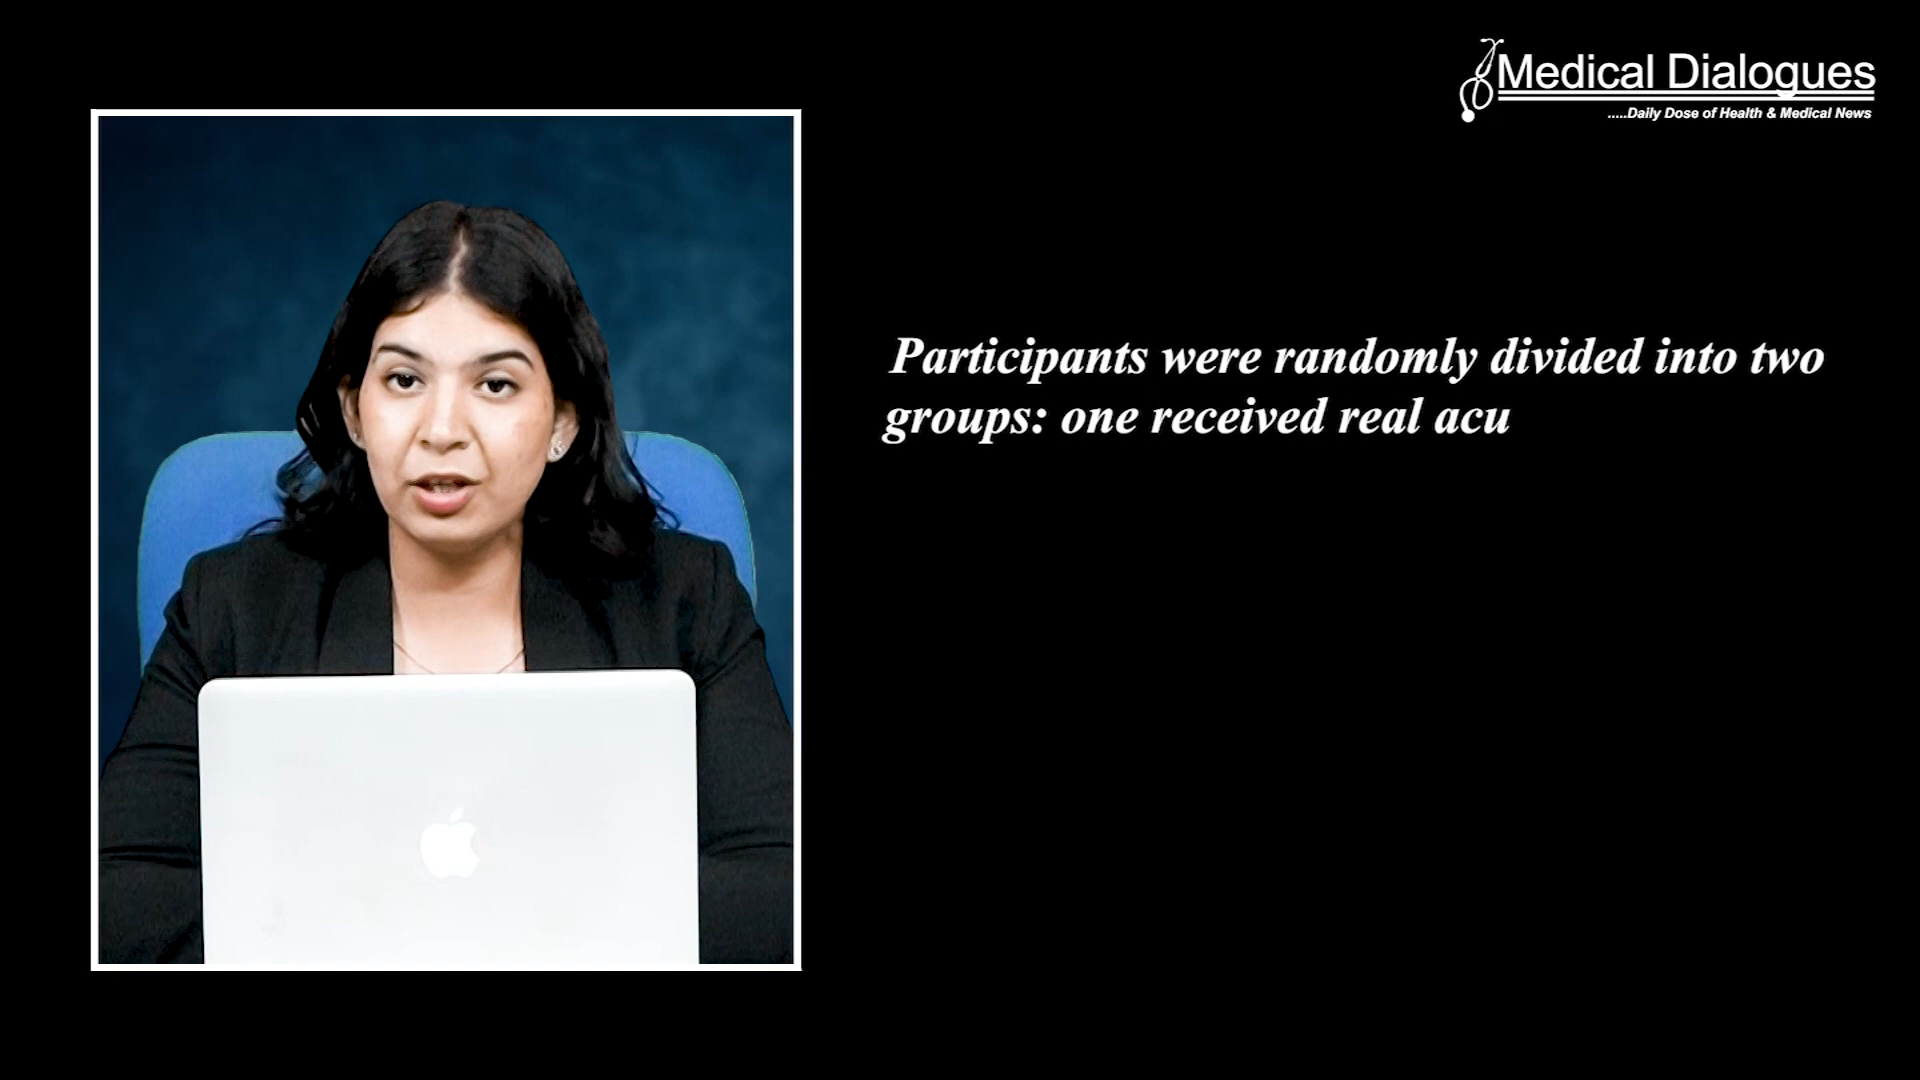 Medical Dialogues
.....Daily Dose of Health & Medical News
Participants were randomly divided into two
groups: one received real acu